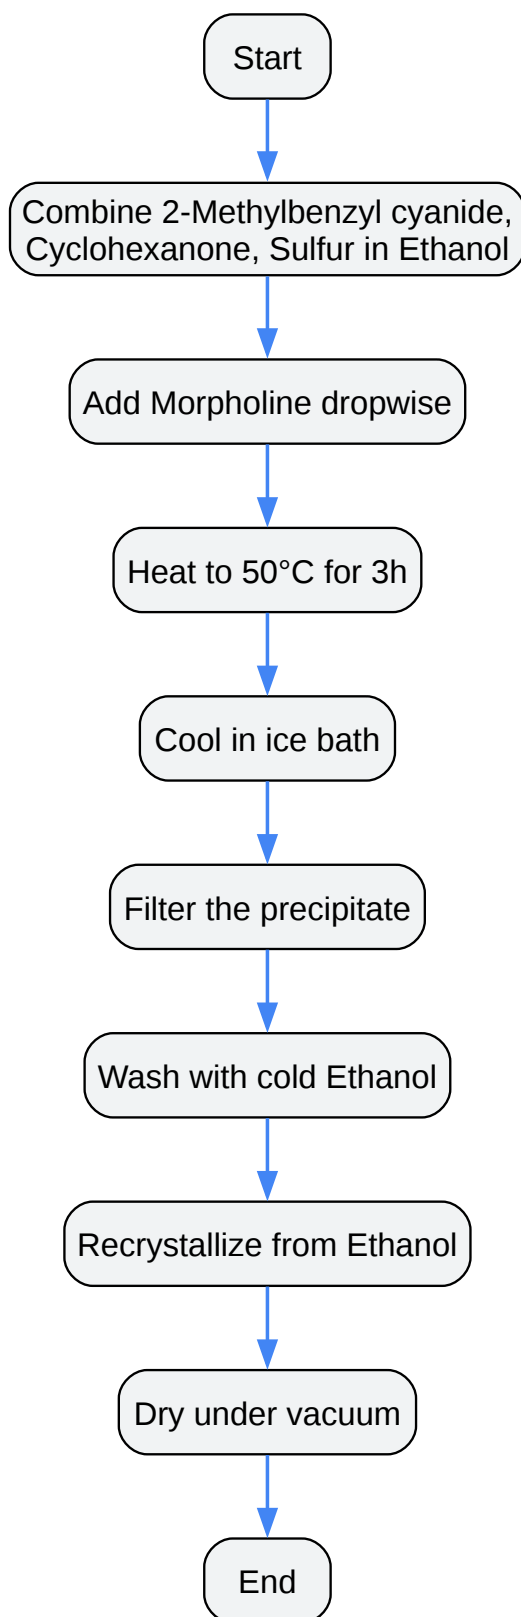 Start
Combine 2-Methylbenzyl cyanide,
Cyclohexanone, Sulfur in Ethanol
Add Morpholine dropwise
Heat to 50°C for 3h
Cool in ice bath
Filter the precipitate
Wash with cold Ethanol
Recrystallize from Ethanol
Dry under vacuum
End